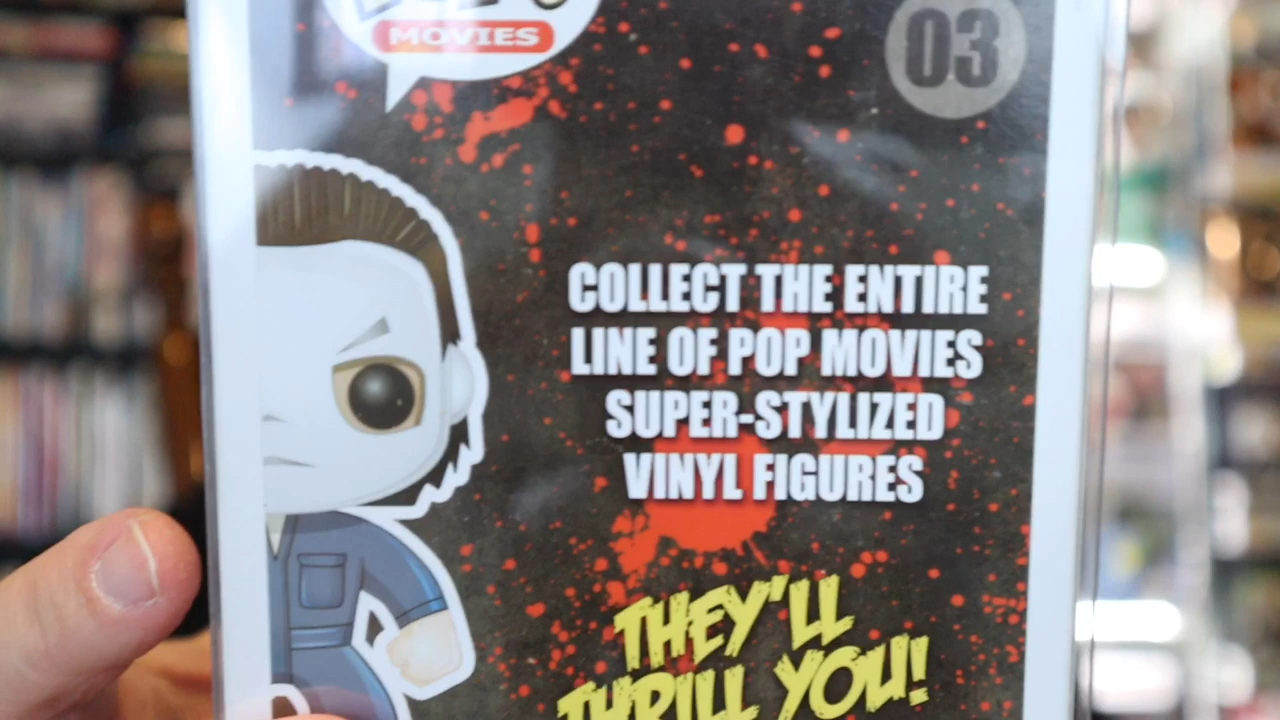 MOVIES
03
COLLECT THE ENTIRE
LINE OF POP MOVIES
SUPER-STYLIZED
VINYL FIGURES
THEY'LL
THRILL YOU!